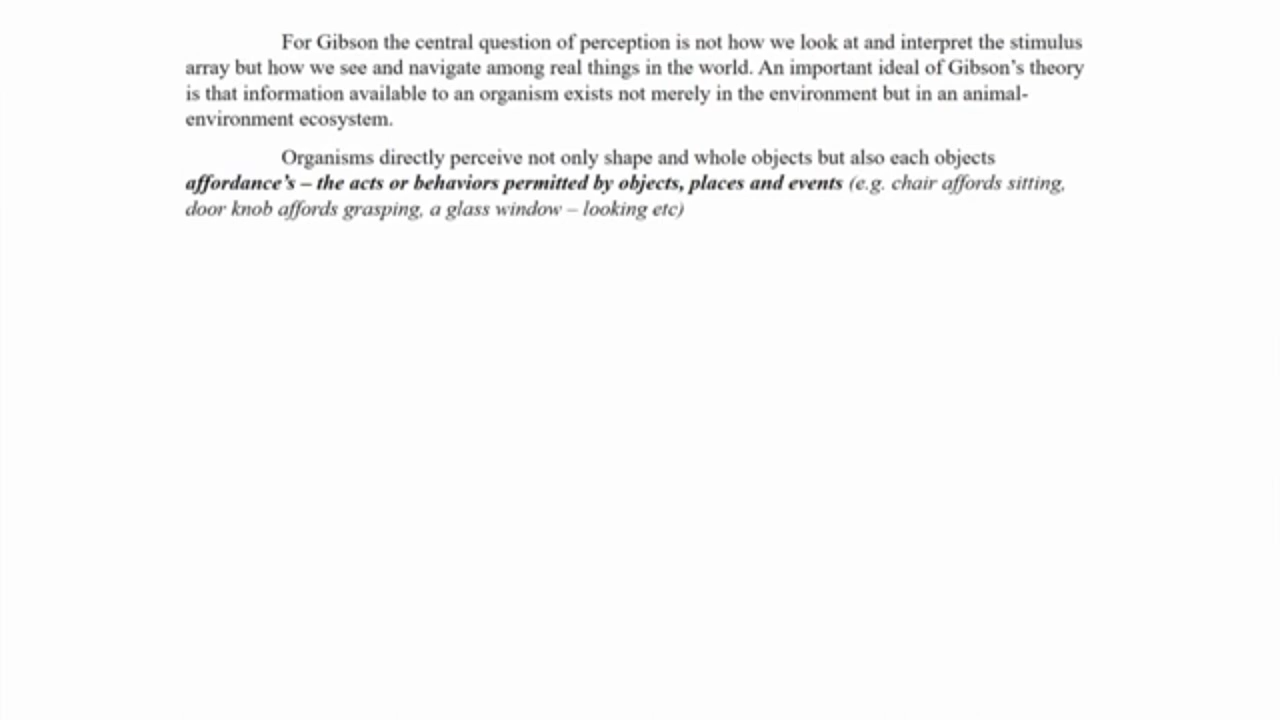 For Gibson the central question of perception is not how we look at and interpret the stimulus
array but how we see and navigate among real things in the world. An important ideal of Gibson’s theory
is that information available to an organism exists not merely in the environment but in an animal-
environment ecosystem.
Organisms directly perceive not only shape and whole objects but also each objects
affordance’s – the acts or behaviors permitted by objects, places and events (e.g. chair affords sitting,
door knob affords grasping, a glass window – looking etc)